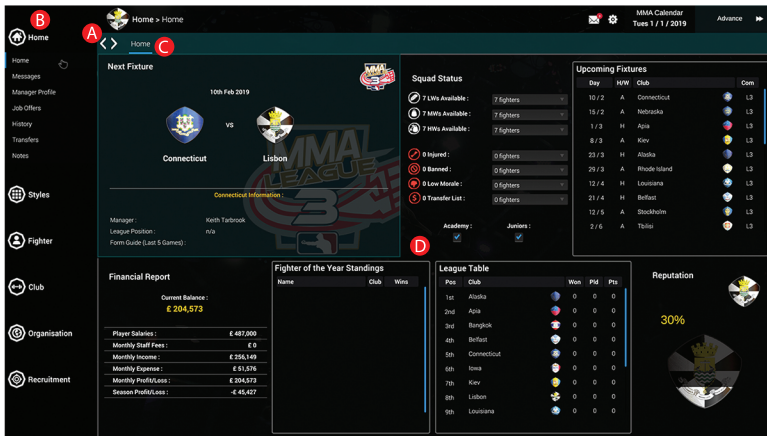 B
Home > Home
MMA Calendar
Tues 1 / 1 / 2019
Advance
Home
A
Home
C
Home
Messages
Manager Profile
Job Offers
History
Transfers
Notes
Styles
Fighter
Club
Organisation
Recruitment
Next Fixture
MMA
LEAGUE
3
10th Feb 2019
vs
Connecticut
Lisbon
Connecticut Information :
Manager : Keith Tarbrook
League Position : n/a
Form Guide (Last 5 Games) :
MMA
LEAGUE
3
Squad Status
7 LWs Available : 7 fighters
7 MWs Available : 7 fighters
7 HWs Available : 7 fighters
0 Injured : 0 fighters
0 Banned : 0 fighters
0 Low Morale : 0 fighters
0 Transfer List : 0 fighters
Academy : Juniors :
D
Upcoming Fixtures
Day H/W Club Com
10 / 2 A Connecticut L3
15 / 2 A Nebraska L3
1 / 3 H Apia L3
8 / 3 A Kiev L3
23 / 3 H Alaska L3
29 / 3 A Rhode Island L3
12 / 4 H Louisiana L3
21 / 4 H Belfast L3
12 / 5 A Stockholm L3
2 / 6 A Tbilisi L3
Financial Report
Current Balance :
£ 204,573
Player Salaries : £ 487,000
Monthly Staff Fees : £ 0
Monthly Income : £ 256,149
Monthly Expense : £ 51,576
Monthly Profit/Loss : £ 204,573
Season Profit/Loss : -£ 45,427
Fighter of the Year Standings
Name Club Wins
League Table
Pos Club Won Pld Pts
1st Alaska 0 0 0
2nd Apia 0 0 0
3rd Bangkok 0 0 0
4th Belfast 0 0 0
5th Connecticut 0 0 0
6th Iowa 0 0 0
7th Kiev 0 0 0
8th Lisbon 0 0 0
9th Louisiana 0 0 0
Reputation
30%